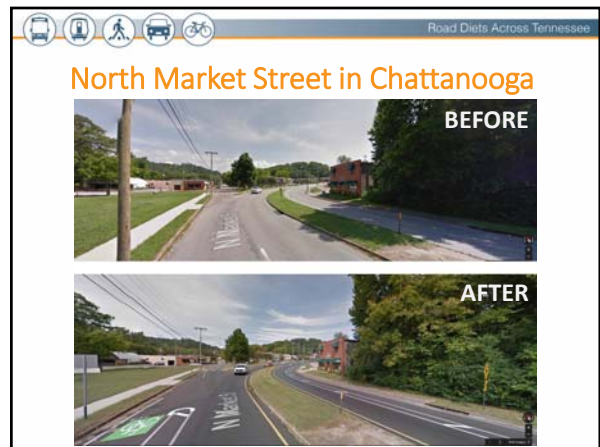 Road Diets Across Tennessee
North Market Street in Chattanooga
BEFORE
N Market St
AFTER
N Market St